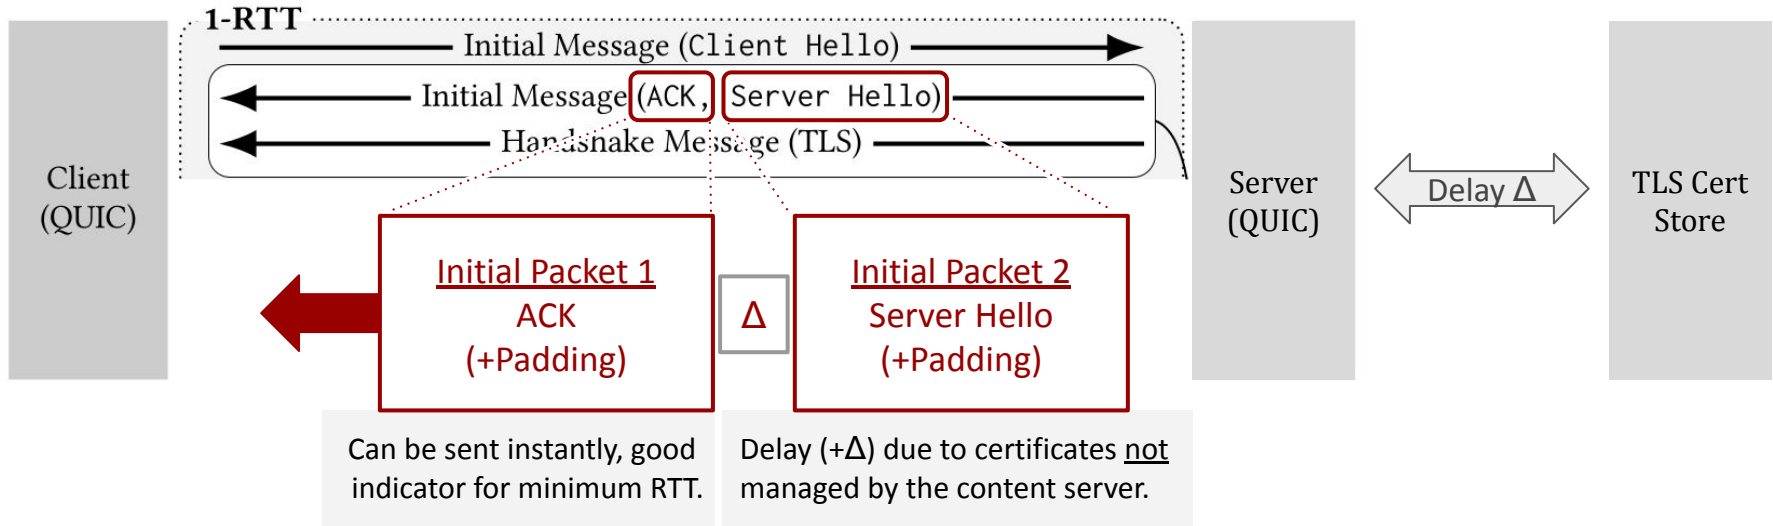 1-RTT
Initial Message (Client Hello)
Initial Message (ACK, Server Hello)
Handshake Message (TLS)
Client
(QUIC)
Server
(QUIC)
Delay Δ
TLS Cert
Store
Initial Packet 1
ACK
(+Padding)
Δ
Initial Packet 2
Server Hello
(+Padding)
Can be sent instantly, good
indicator for minimum RTT.
Delay (+Δ) due to certificates not
managed by the content server.